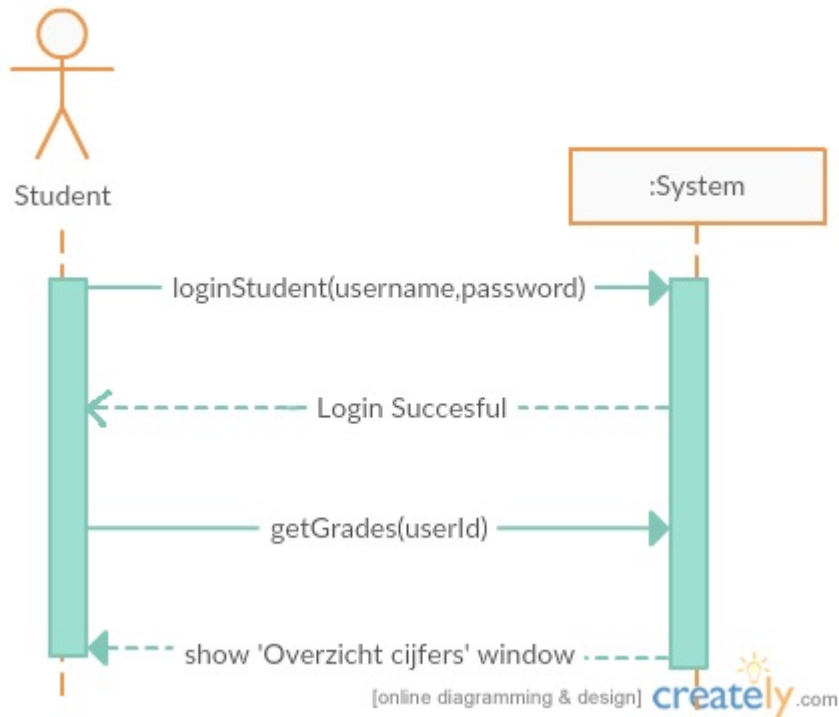 Student
:System
loginStudent(username,password)
Login Succesful
getGrades(userId)
show 'Overzicht cijfers' window
[online diagramming & design] creately.com